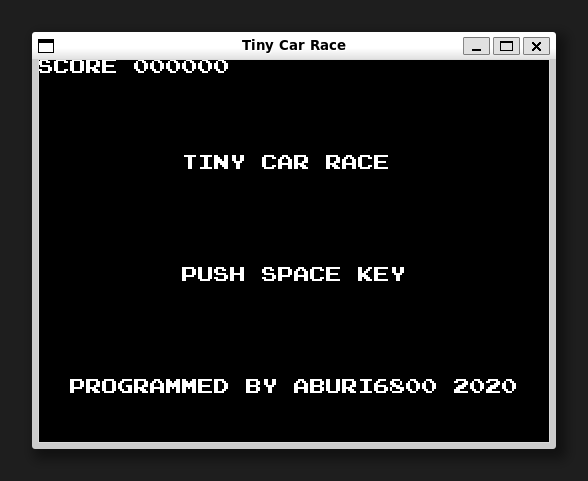 Tiny Car Race
SCORE 000000
TINY CAR RACE
PUSH SPACE KEY
PROGRAMMED BY ABURI6800 2020